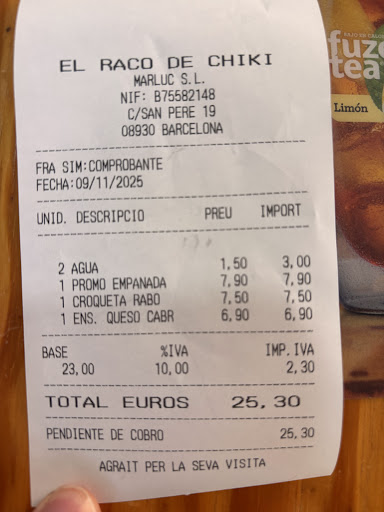 EL RACO DE CHIKI
MARLUC S.L.
NIF: B75582148
C/SAN PERE 19
08930 BARCELONA
FRA SIM:COMPROBANTE
FECHA:09/11/2025
UNID. DESCRIPCIO PREU IMPORT
2 AGUA 1,50 3,00
1 PROMO EMPANADA 7,90 7,90
1 CROQUETA RABO 7,50 7,50
1 ENS. QUESO CABR 6,90 6,90
BASE %IVA IMP.IVA
23,00 10,00 2,30
TOTAL EUROS 25,30
PENDIENTE DE COBRO 25,30
AGRAIT PER LA SEVA VISITA
fuze
tea
Limón